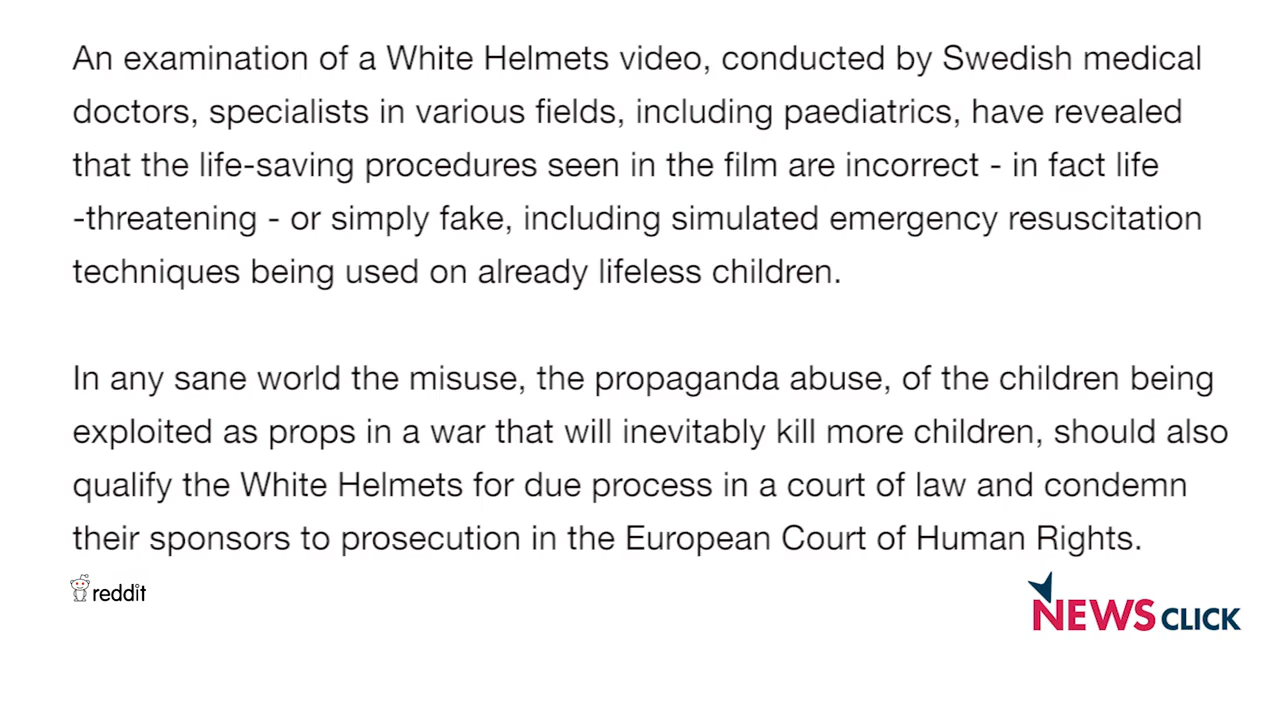 An examination of a White Helmets video, conducted by Swedish medical
doctors, specialists in various fields, including paediatrics, have revealed
that the life-saving procedures seen in the film are incorrect - in fact life
-threatening - or simply fake, including simulated emergency resuscitation
techniques being used on already lifeless children.
In any sane world the misuse, the propaganda abuse, of the children being
exploited as props in a war that will inevitably kill more children, should also
qualify the White Helmets for due process in a court of law and condemn
their sponsors to prosecution in the European Court of Human Rights.
reddit
NEWSCLICK